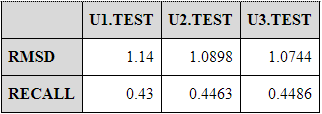 U1.TEST U2.TEST U3.TEST
RMSD 1.14 1.0898 1.0744
RECALL 0.43 0.4463 0.4486